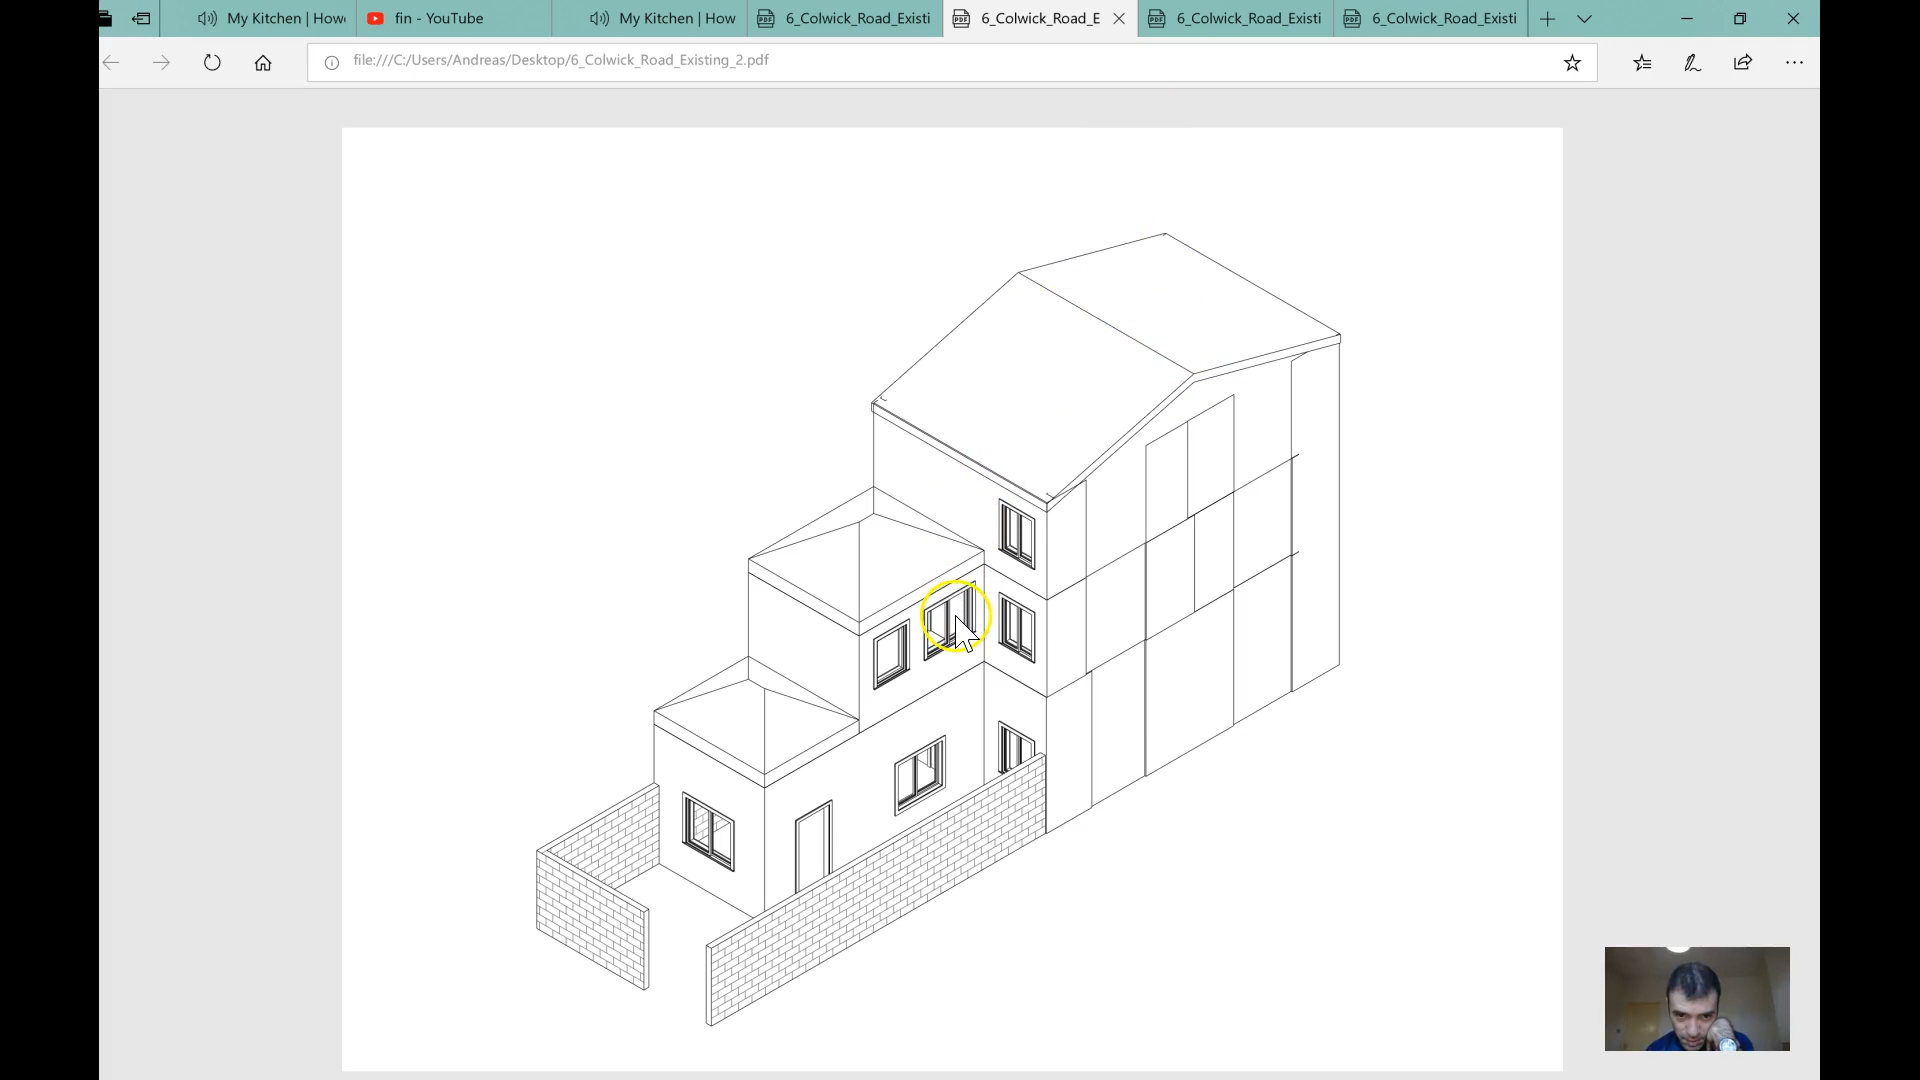 My Kitchen | How
fin - YouTube
My Kitchen | How
6_Colwick_Road_Existi
6_Colwick_Road_E
6_Colwick_Road_Existi
6_Colwick_Road_Existi
file:///C:/Users/Andreas/Desktop/6_Colwick_Road_Existing_2.pdf